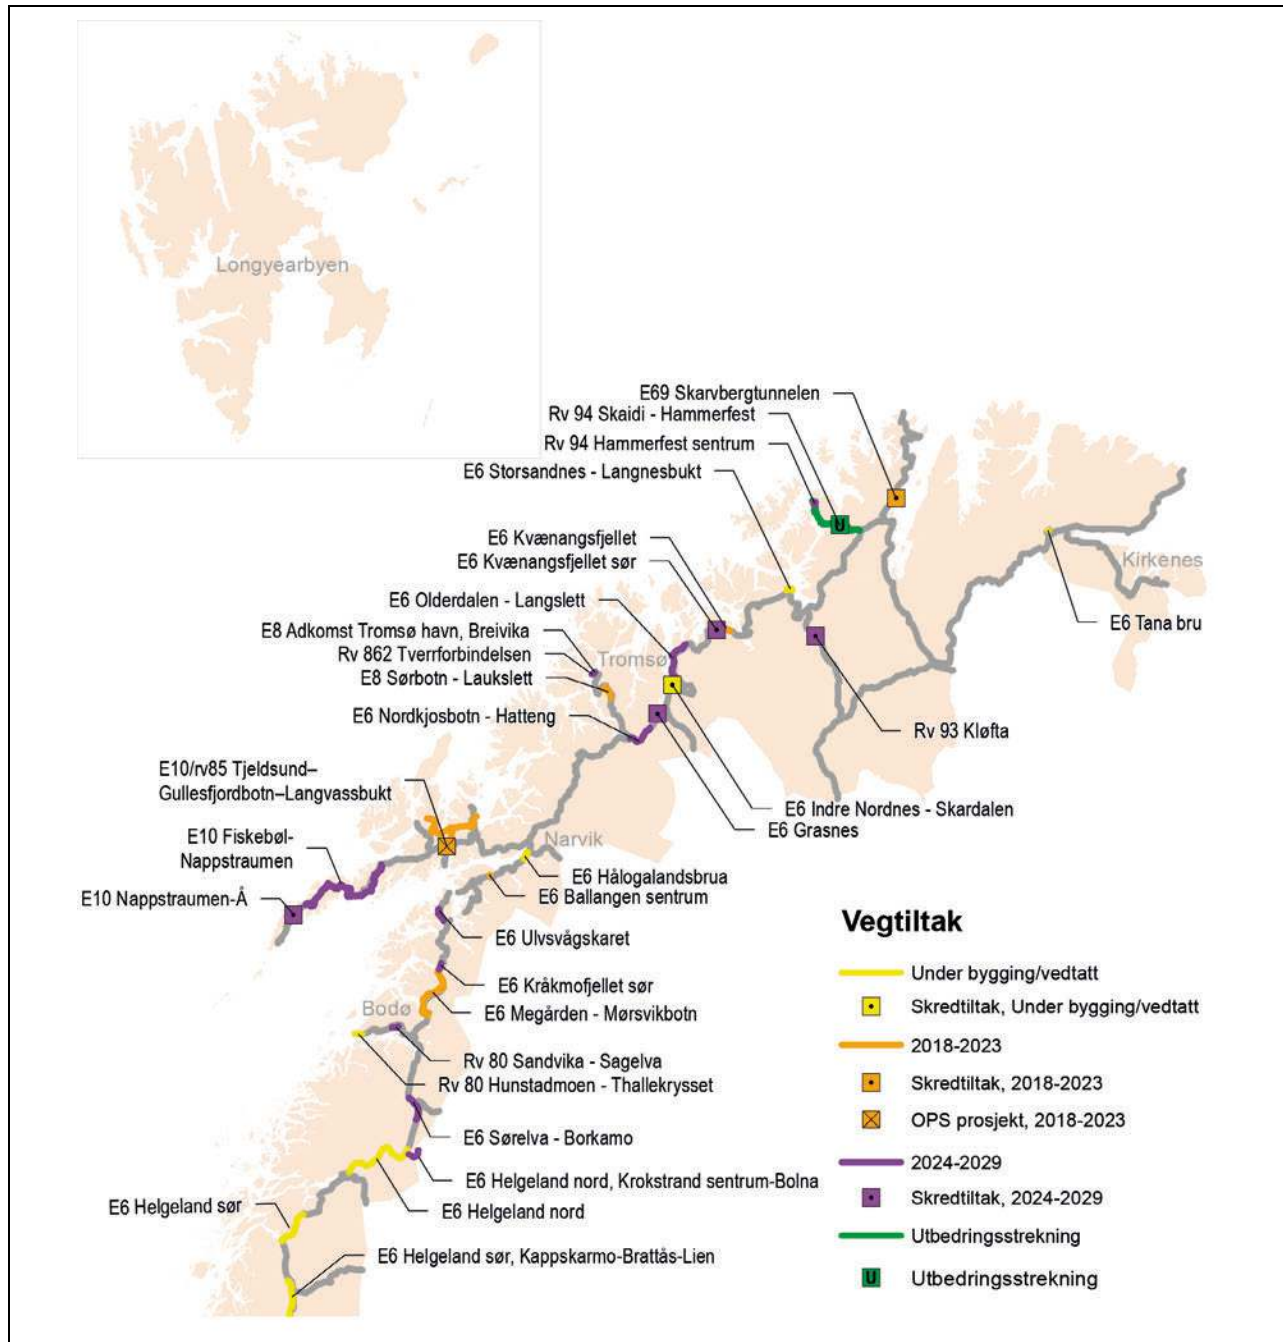 Longyearbyen
E69 Skarvbergtunnelen
Rv 94 Skaidi - Hammerfest
Rv 94 Hammerfest sentrum
E6 Storsandnes - Langnesbukt
U
E6 Kvænangsfjellet
E6 Kvænangsfjellet sør
Kirkenes
E6 Olderdalen - Langslett
E6 Tana bru
E8 Adkomst Tromsø havn, Breivika
Rv 862 Tverrforbindelsen
Tromsø
E8 Sørbotn - Laukslett
E6 Nordkjosbotn - Hatteng
Rv 93 Kløfta
E10/rv85 Tjeldsund–
Gullesfjordbotn–Langvassbukt
E6 Indre Nordnes - Skardalen
E6 Grasnes
E10 Fiskebøl-
Nappstraumen
Narvik
E6 Hålogalandsbrua
E6 Ballangen sentrum
E10 Nappstraumen-Å
E6 Ulvsvågskaret
E6 Kråkmofjellet sør
Bodø
E6 Megården - Mørsvikbotn
Rv 80 Sandvika - Sagelva
Rv 80 Hunstadmoen - Thallekrysset
E6 Sørelva - Borkamo
E6 Helgeland nord, Krokstrand sentrum-Bolna
E6 Helgeland sør
E6 Helgeland nord
E6 Helgeland sør, Kappskarmo-Brattås-Lien
Vegtiltak
Under bygging/vedtatt
Skredtiltak, Under bygging/vedtatt
2018-2023
Skredtiltak, 2018-2023
OPS prosjekt, 2018-2023
2024-2029
Skredtiltak, 2024-2029
Utbedringsstrekning
U Utbedringsstrekning